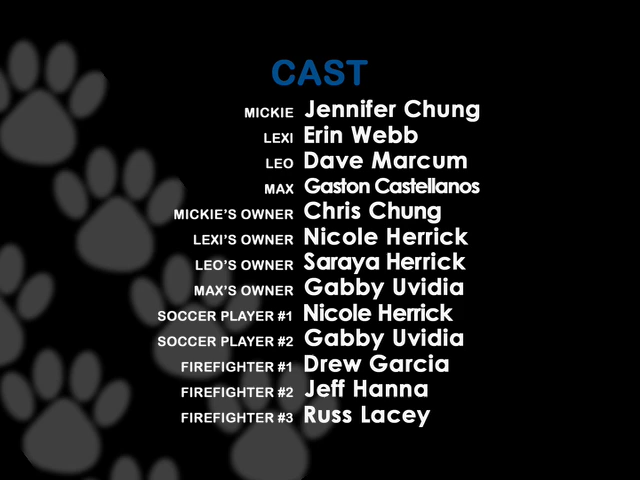 CAST
MICKIE Jennifer Chung
LEXI Erin Webb
LEO Dave Marcum
MAX Gaston Castellanos
MICKIE'S OWNER Chris Chung
LEXI'S OWNER Nicole Herrick
LEO'S OWNER Saraya Herrick
MAX'S OWNER Gabby Uvidia
SOCCER PLAYER #1 Nicole Herrick
SOCCER PLAYER #2 Gabby Uvidia
FIREFIGHTER #1 Drew Garcia
FIREFIGHTER #2 Jeff Hanna
FIREFIGHTER #3 Russ Lacey